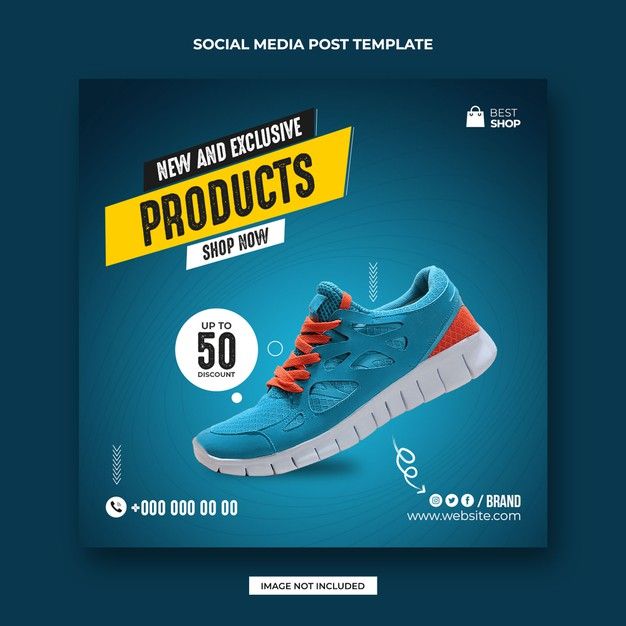 SOCIAL MEDIA POST TEMPLATE
BEST
SHOP
NEW AND EXCLUSIVE
PRODUCTS
SHOP NOW
UP TO
50
DISCOUNT
+000 000 00 00
/ BRAND
www.website.com
IMAGE NOT INCLUDED